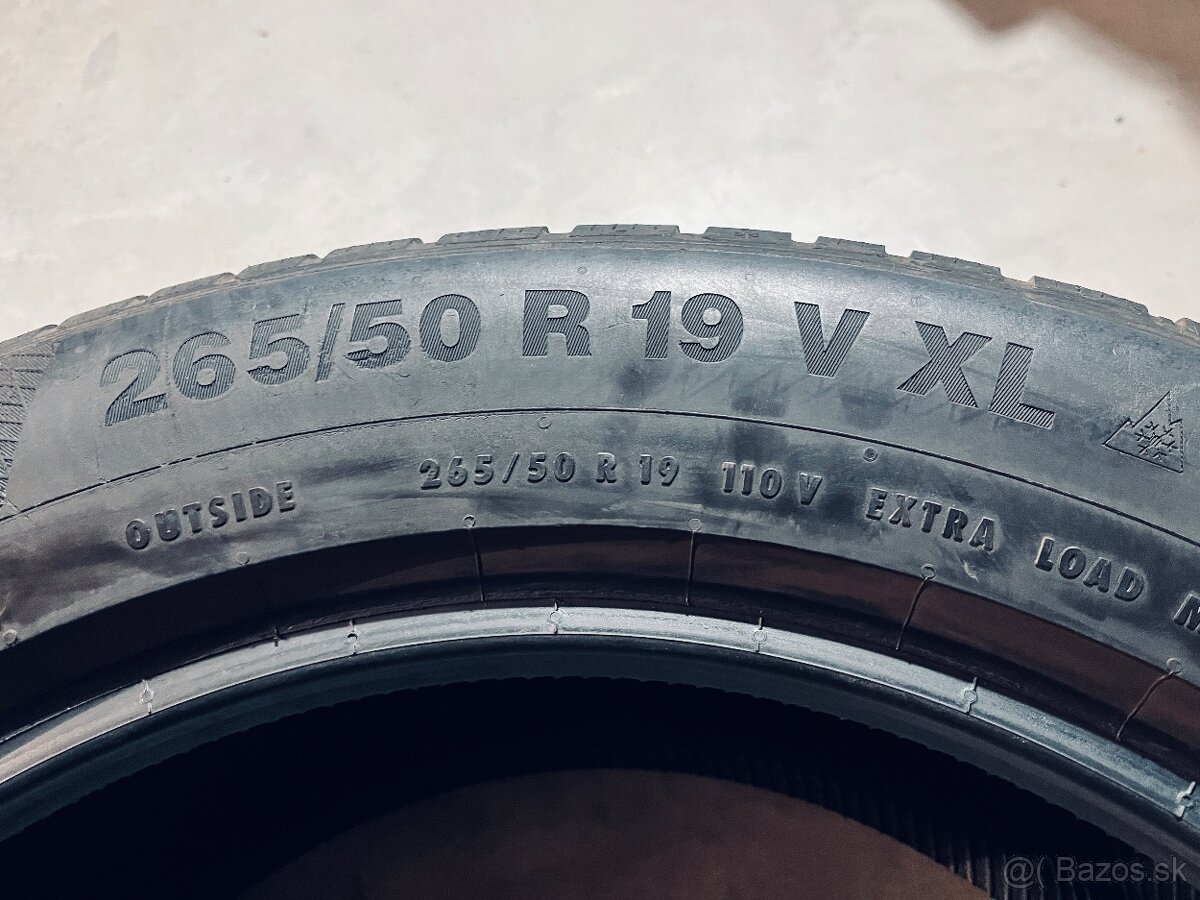 265/50 R 19 V XL
OUTSIDE 265/50 R 19 110 V EXTRA LOAD
@( Bazos.sk